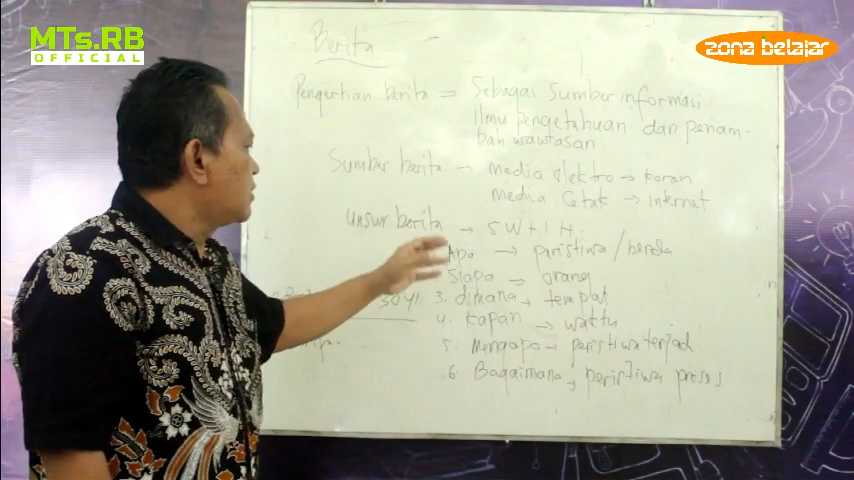 MTs.RB
OFFICIAL
zona belajar
Berita
Pengertian berita => Sebagai Sumber informasi
ilmu pengetahuan dan penam-
bah wawasan.
Sumber berita → media elektro → koran
media Cetak → internet
Unsur berita → 5 W + 1 H.
Apa → peristiwa / benda
Siapa => orang
3. dimana → tempat
4. Kapan → waktu
5. Mengapa → peristiwa terjadi
6. Bagaimana → peristiwa proses